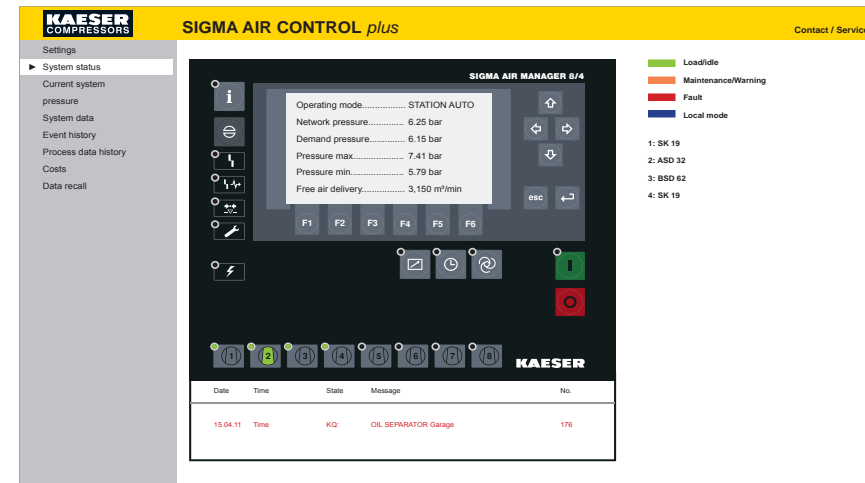 KAESER
COMPRESSORS
SIGMA AIR CONTROL plus
Contact / Service
Settings
System status
Current system
pressure
System data
Event history
Process data history
Costs
Data recall
SIGMA AIR MANAGER 8/4
i
Operating mode................ STATION AUTO
Network pressure.............. 6.25 bar
Demand pressure.............. 6.15 bar
Pressure max.................... 7.41 bar
Pressure min..................... 5.79 bar
Free air delivery................. 3,150 m³/min
esc
F1 F2 F3 F4 F5 F6
I
1 2 3 4 5 6 7 8
KAESER
Date Time State Message No.
15.04.11 Time KQ: OIL SEPARATOR Garage 176
Load/idle
Maintenance/Warning
Fault
Local mode
1: SK 19
2: ASD 32
3: BSD 62
4: SK 19